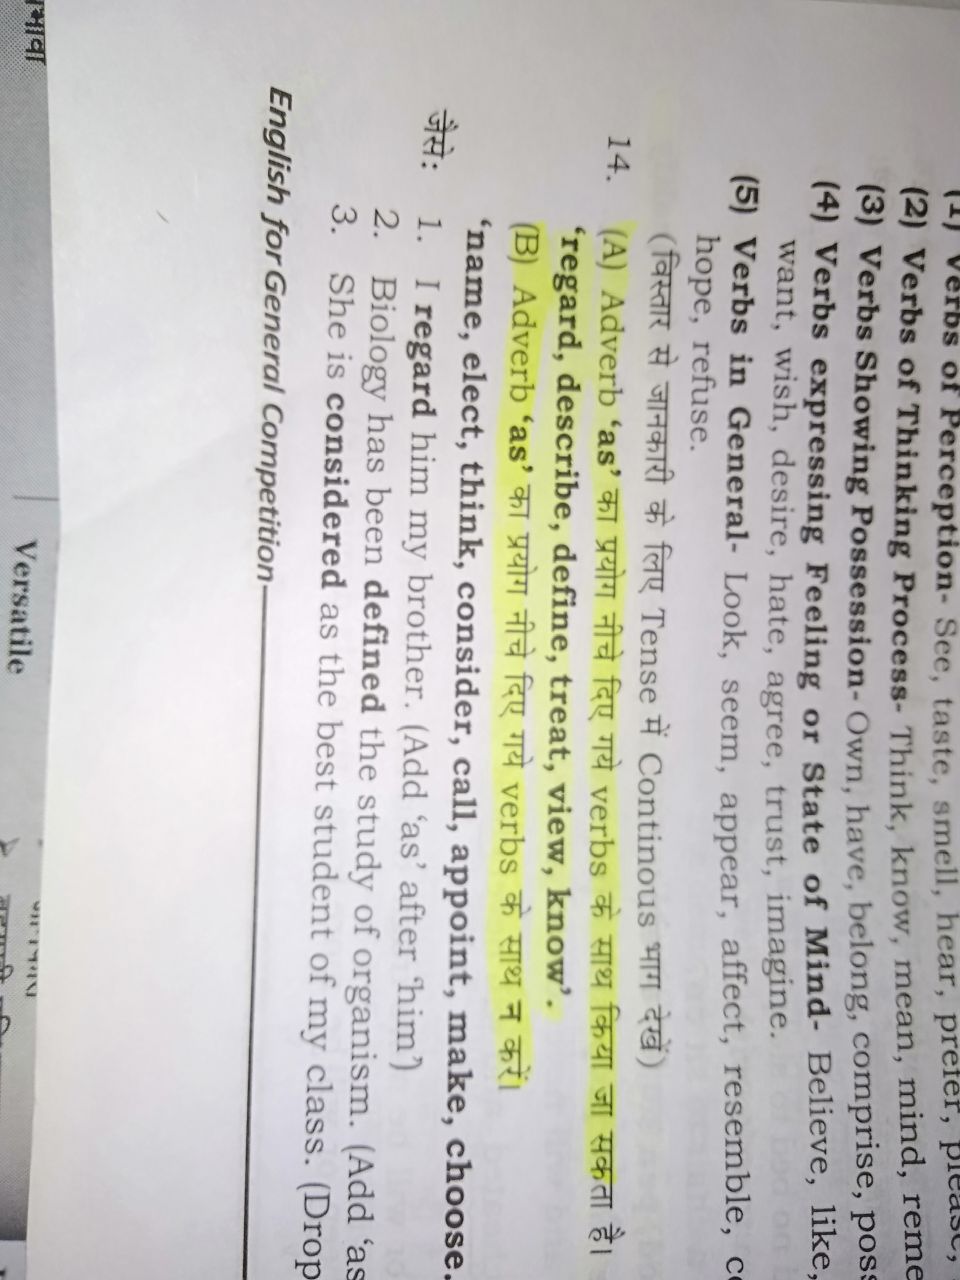 (1) Verbs of Perception- See, taste, smell, hear, prefer, please,
(2) Verbs of Thinking Process- Think, know, mean, mind, reme
(3) Verbs Showing Possession- Own, have, belong, comprise, poss
(4) Verbs expressing Feeling or State of Mind- Believe, like,
want, wish, desire, hate, agree, trust, imagine.
(5) Verbs in General- Look, seem, appear, affect, resemble, c
hope, refuse.
(विस्तार से जानकारी के लिए Tense में Continous भाग देखें)
14. (A) Adverb ‘as’ का प्रयोग नीचे दिए गये verbs के साथ किया जा सकता है।
‘regard, describe, define, treat, view, know’.
(B) Adverb ‘as’ का प्रयोग नीचे दिए गये verbs के साथ न करें।
‘name, elect, think, consider, call, appoint, make, choose.
जैसे: 1. I regard him my brother. (Add ‘as’ after ‘him’)
2. Biology has been defined the study of organism. (Add ‘as
3. She is considered as the best student of my class. (Drop
English for General Competition
Versatile